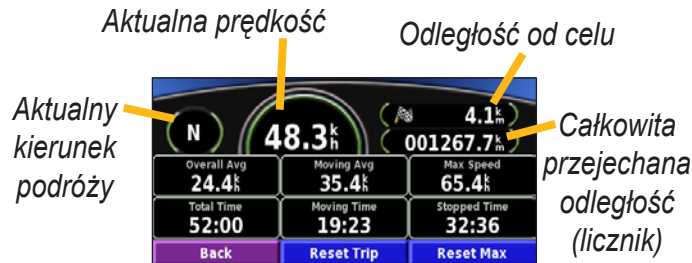 Aktualna prędkość
Odległość od celu
Aktualny
kierunek
podróży
N
48.3 k/h
4.1 k/m
001267.7 k/m
Całkowita
przejechana
odległość
(licznik)
Overall Avg
24.4 k/h
Moving Avg
35.4 k/h
Max Speed
65.4 k/h
Total Time
52:00
Moving Time
19:23
Stopped Time
32:36
Back
Reset Trip
Reset Max